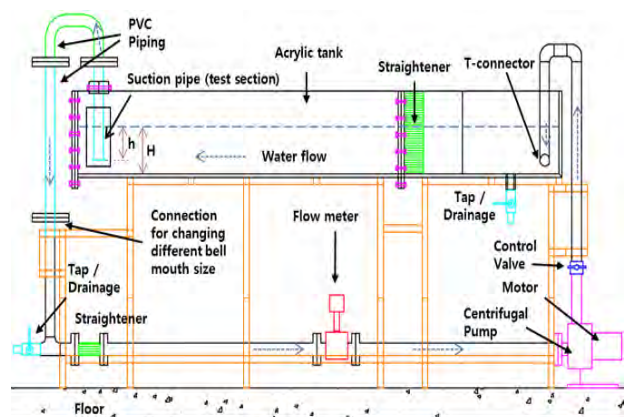 PVC
Piping
Suction pipe (test section)
Acrylic tank
Straightener
T-connector
h
H
Water flow
Connection
for changing
different bell
mouth size
Flow meter
Tap /
Drainage
Control
Valve
Motor
Centrifugal
Pump
Tap /
Drainage
Straightener
Floor